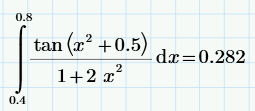 0.8
∫ tan(x² + 0.5) / (1 + 2 x²) dx = 0.282
0.4